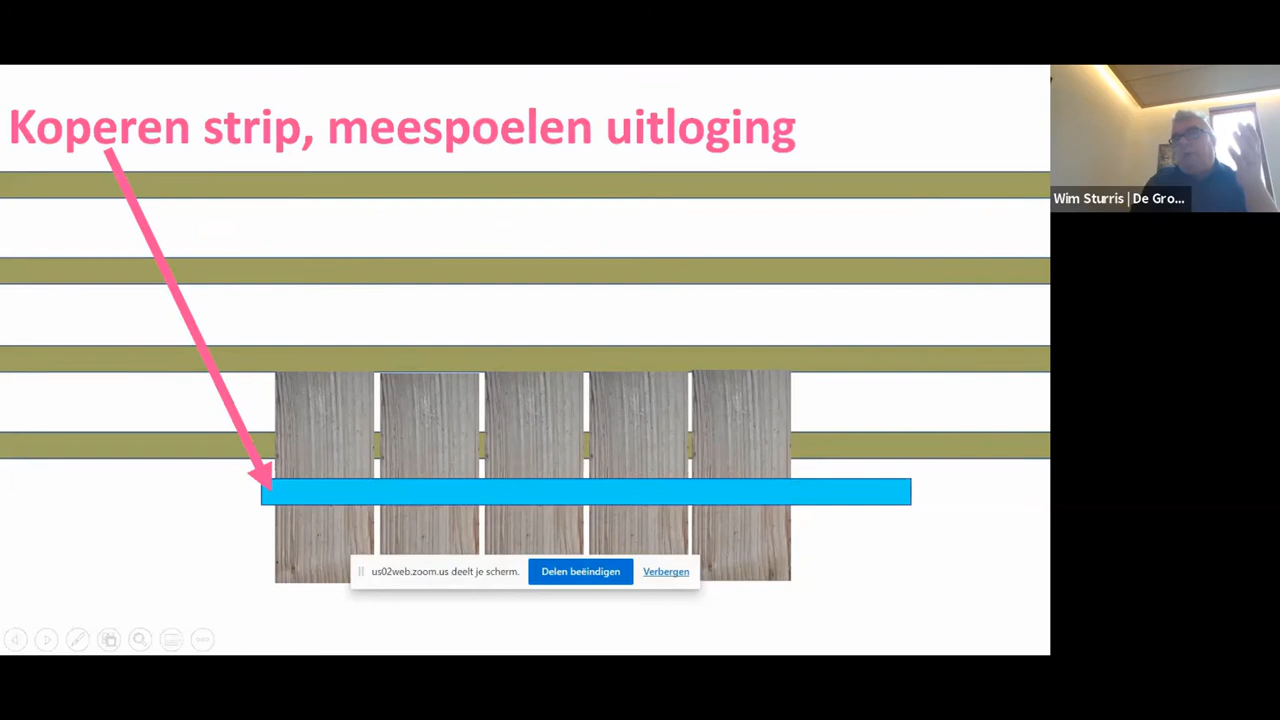 Koperen strip, meespoelen uitloging
Wim Sturris | De Gro...
us02web.zoom.us deelt je scherm.
Delen beëindigen
Verbergen